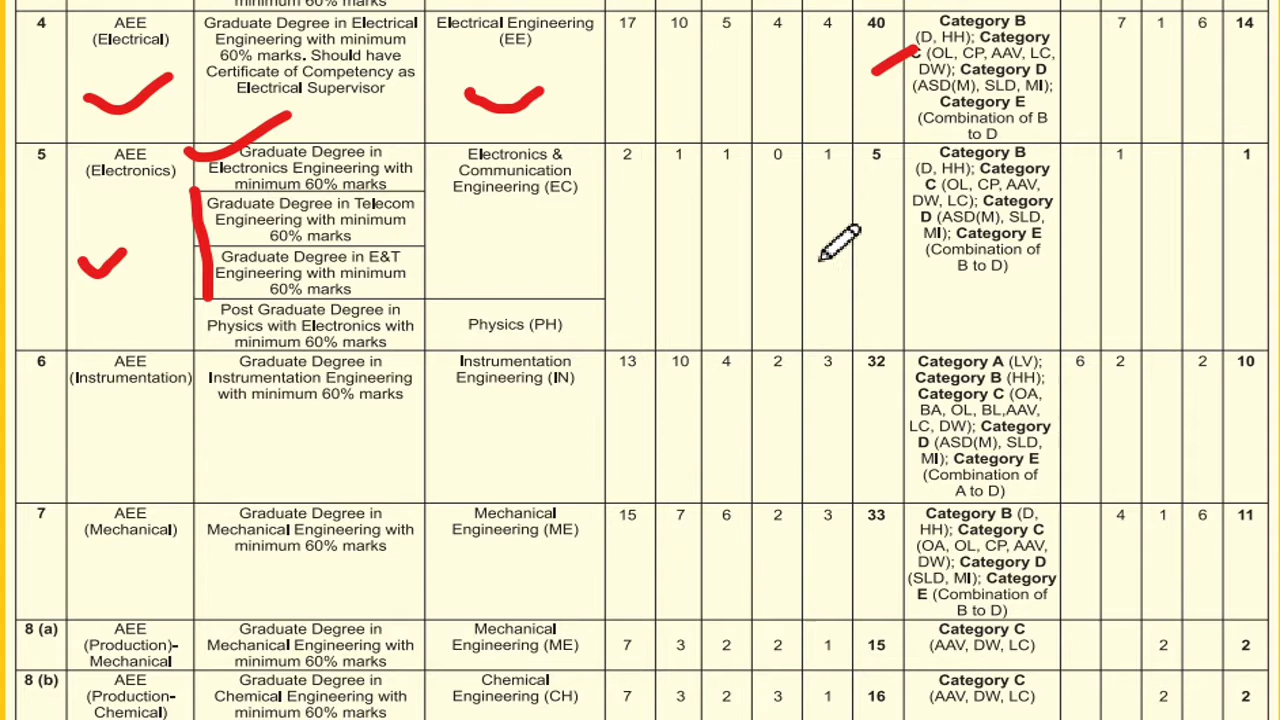 minimum 60% marks
4 AEE Graduate Degree in Electrical Electrical Engineering 17 10 5 4 4 40 Category B 7 1 6 14
(Electrical) Engineering with minimum (EE) (D, HH); Category
60% marks. Should have C (OL, CP, AAV, LC,
Certificate of Competency as DW); Category D
Electrical Supervisor (ASD(M), SLD, MI);
Category E
(Combination of B
to D
5 AEE Graduate Degree in Electronics & 2 1 1 0 1 5 Category B 1 1
(Electronics) Electronics Engineering with Communication (D, HH); Category
minimum 60% marks Engineering (EC) C (OL, CP, AAV,
Graduate Degree in Telecom DW, LC); Category
Engineering with minimum D (ASD(M), SLD,
60% marks MI); Category E
Graduate Degree in E&T (Combination of
Engineering with minimum B to D)
60% marks
Post Graduate Degree in
Physics with Electronics with Physics (PH)
minimum 60% marks
6 AEE Graduate Degree in Instrumentation 13 10 4 2 3 32 Category A (LV); 6 2 2 10
(Instrumentation) Instrumentation Engineering Engineering (IN) Category B (HH);
with minimum 60% marks Category C (OA,
BA, OL, BL,AAV,
LC, DW); Category
D (ASD(M), SLD,
MI); Category E
(Combination of
A to D)
7 AEE Graduate Degree in Mechanical 15 7 6 2 3 33 Category B (D, 4 1 6 11
(Mechanical) Mechanical Engineering with Engineering (ME) HH); Category C
minimum 60% marks (OA, OL, CP, AAV,
DW); Category D
(SLD, MI); Category
E (Combination of
B to D)
8 (a) AEE Graduate Degree in Mechanical Category C
(Production)- Mechanical Engineering with Engineering (ME) 7 3 2 2 1 15 (AAV, DW, LC) 2 2
Mechanical minimum 60% marks
8 (b) AEE Graduate Degree in Chemical Category C
(Production- Chemical Engineering with Engineering (CH) 7 3 2 3 1 16 (AAV, DW, LC) 2 2
Chemical) minimum 60% marks